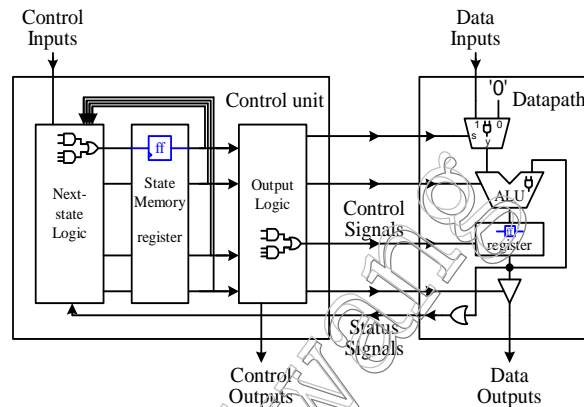 Control
Inputs
Data
Inputs
Control unit
'0'
Datapath
1 0
s
y
ff
Next-
state
Logic
State
Memory
register
Output
Logic
ALU
Control
Signals
ff
register
Status
Signals
Control
Outputs
Data
Outputs